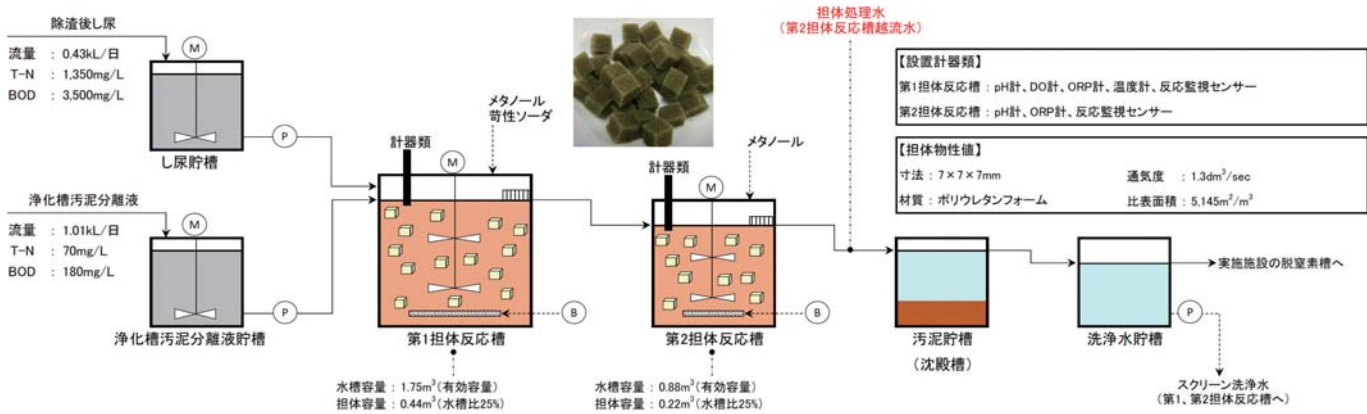 除渣後し尿
流量 : 0.43kL/日
T-N : 1,350mg/L
BOD : 3,500mg/L
M
P
し尿貯槽
浄化槽汚泥分離液
流量 : 1.01kL/日
T-N : 70mg/L
BOD : 180mg/L
M
P
浄化槽汚泥分離液貯槽
メタノール
苛性ソーダ
計器類
M
B
第1担体反応槽
水槽容量 : 1.75m³(有効容量)
担体容量 : 0.44m³(水槽比25%)
メタノール
計器類
M
B
第2担体反応槽
水槽容量 : 0.88m³(有効容量)
担体容量 : 0.22m³(水槽比25%)
担体処理水
(第2担体反応槽越流水)
【設置計器類】
第1担体反応槽 : pH計、DO計、ORP計、温度計、反応監視センサー
第2担体反応槽 : pH計、ORP計、反応監視センサー
【担体物性値】
寸法 : 7×7×7mm 通気度 : 1.3dm³/sec
材質 : ポリウレタンフォーム 比表面積 : 5,145m²/m³
汚泥貯槽
(沈殿槽)
洗浄水貯槽
実施施設の脱窒素槽へ
P
スクリーン洗浄水
(第1、第2担体反応槽へ)